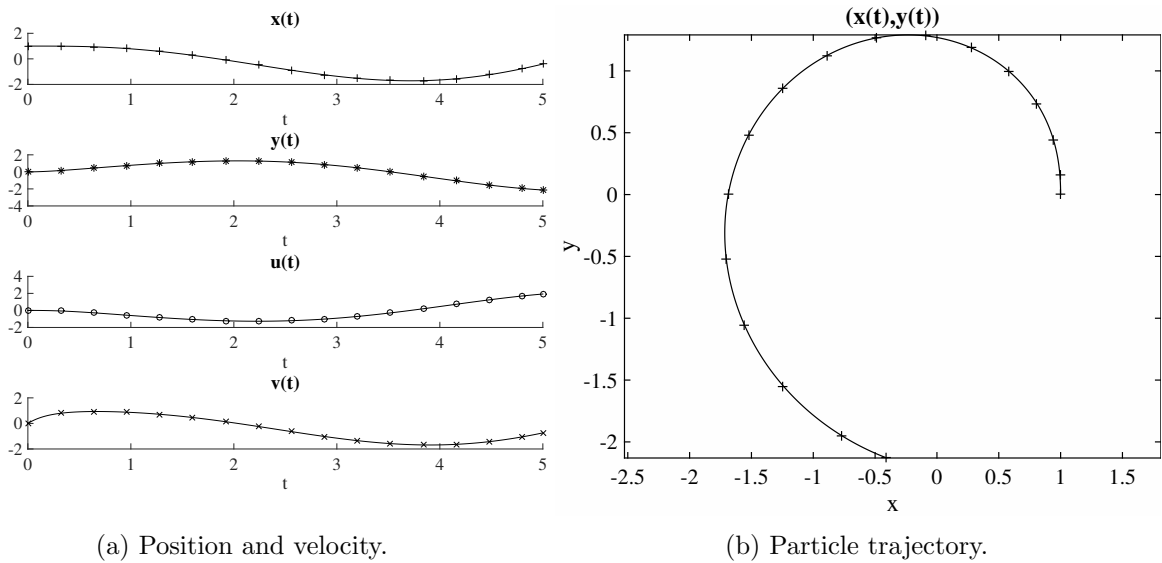 x(t)
2
0
-2
0 1 2 3 4 5
t
y(t)
2
0
-2
-4
0 1 2 3 4 5
t
u(t)
4
2
0
-2
0 1 2 3 4 5
t
v(t)
2
0
-2
0 1 2 3 4 5
t
(a) Position and velocity.
(x(t),y(t))
1
0.5
0
-0.5
-1
-1.5
-2
y
-2.5 -2 -1.5 -1 -0.5 0 0.5 1 1.5
x
(b) Particle trajectory.